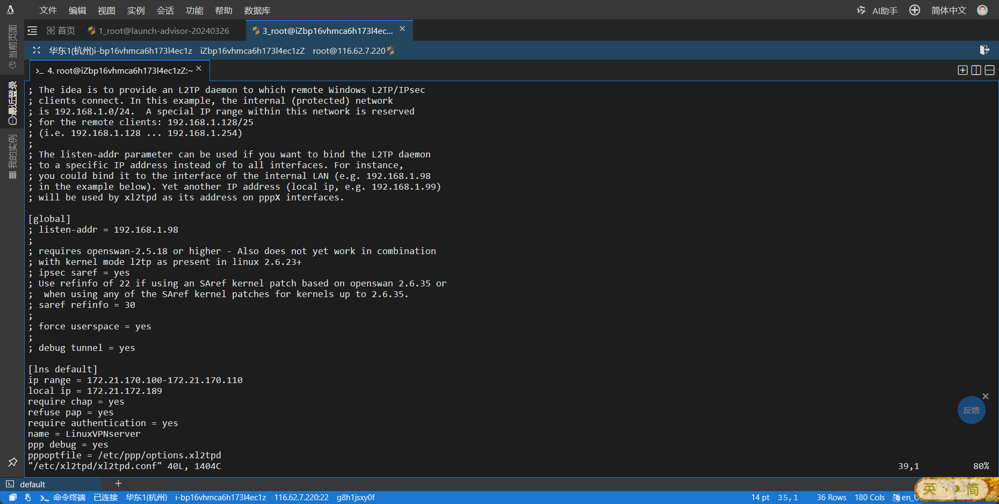 文件 编辑 视图 实例 会话 功能 帮助 数据库 AI助手 简体中文
首页 1_root@launch-advisor-20240326 3_root@iZbp16vhmca6h173l4ec...
华东1(杭州)i-bp16vhmca6h173l4ec1z iZbp16vhmca6h173l4ec1zZ root@116.62.7.220
>_ 4. root@iZbp16vhmca6h173l4ec1zZ:~
当前页面
最近登录
我的实例
; The idea is to provide an L2TP daemon to which remote Windows L2TP/IPsec
; clients connect. In this example, the internal (protected) network
; is 192.168.1.0/24.  A special IP range within this network is reserved
; for the remote clients: 192.168.1.128/25
; (i.e. 192.168.1.128 ... 192.168.1.254)
;
; The listen-addr parameter can be used if you want to bind the L2TP daemon
; to a specific IP address instead of to all interfaces. For instance,
; you could bind it to the interface of the internal LAN (e.g. 192.168.1.98
; in the example below). Yet another IP address (local ip, e.g. 192.168.1.99)
; will be used by xl2tpd as its address on pppX interfaces.
[global]
; listen-addr = 192.168.1.98
;
; requires openswan-2.5.18 or higher - Also does not yet work in combination
; with kernel mode l2tp as present in linux 2.6.23+
; ipsec saref = yes
; Use refinfo of 22 if using an SAref kernel patch based on openswan 2.6.35 or
;  when using any of the SAref kernel patches for kernels up to 2.6.35.
; saref refinfo = 30
;
; force userspace = yes
;
; debug tunnel = yes
[lns default]
ip range = 172.21.170.100-172.21.170.110
local ip = 172.21.172.189
require chap = yes
refuse pap = yes
require authentication = yes
name = LinuxVPNserver
ppp debug = yes
pppoptfile = /etc/ppp/options.xl2tpd
"/etc/xl2tpd/xl2tpd.conf" 40L, 1404C 39,1 80%
反馈
default
命令终端 已连接 华东1(杭州) i-bp16vhmca6h173l4ec1z 116.62.7.220:22 g8h1jsxy0f 14 pt 35,1 36 Rows 180 Cols en_U
英 简